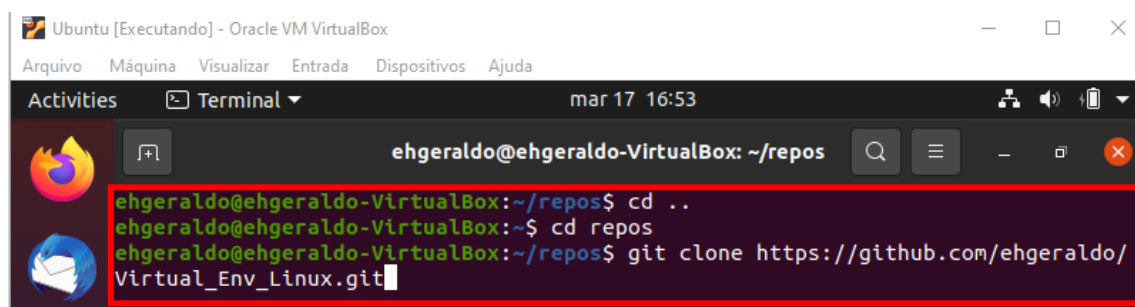 Ubuntu [Executando] - Oracle VM VirtualBox
Arquivo Máquina Visualizar Entrada Dispositivos Ajuda
Activities Terminal mar 17 16:53
ehgeraldo@ehgeraldo-VirtualBox: ~/repos
ehgeraldo@ehgeraldo-VirtualBox:~/repos$ cd ..
ehgeraldo@ehgeraldo-VirtualBox:~$ cd repos
ehgeraldo@ehgeraldo-VirtualBox:~/repos$ git clone https://github.com/ehgeraldo/
Virtual_Env_Linux.git